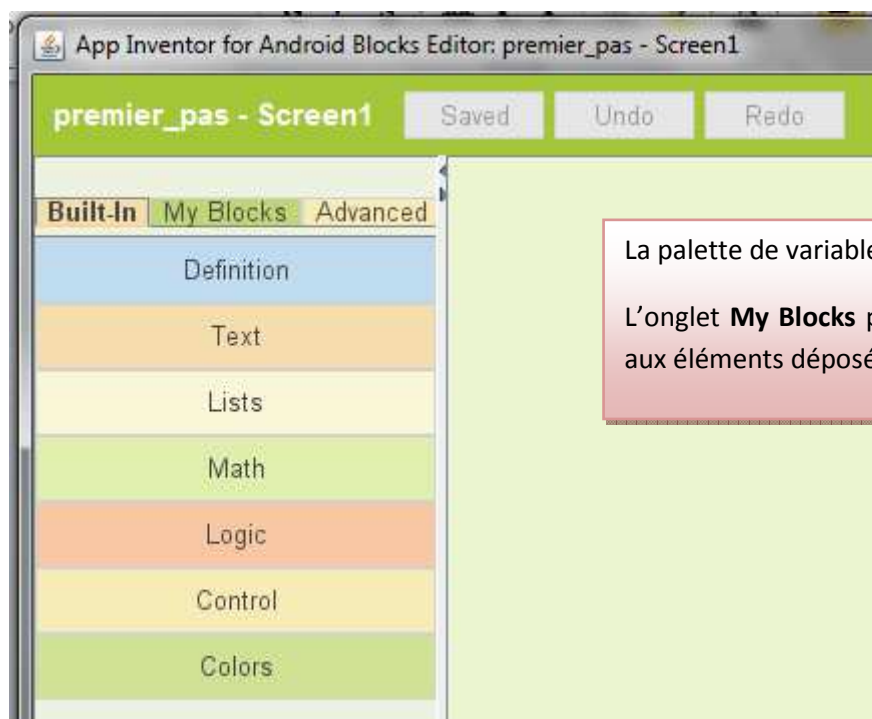 App Inventor for Android Blocks Editor: premier_pas - Screen1
premier_pas - Screen1 Saved Undo Redo
Built-In My Blocks Advanced
Definition
Text
Lists
Math
Logic
Control
Colors
La palette de variable
L’onglet My Blocks p
aux éléments déposé